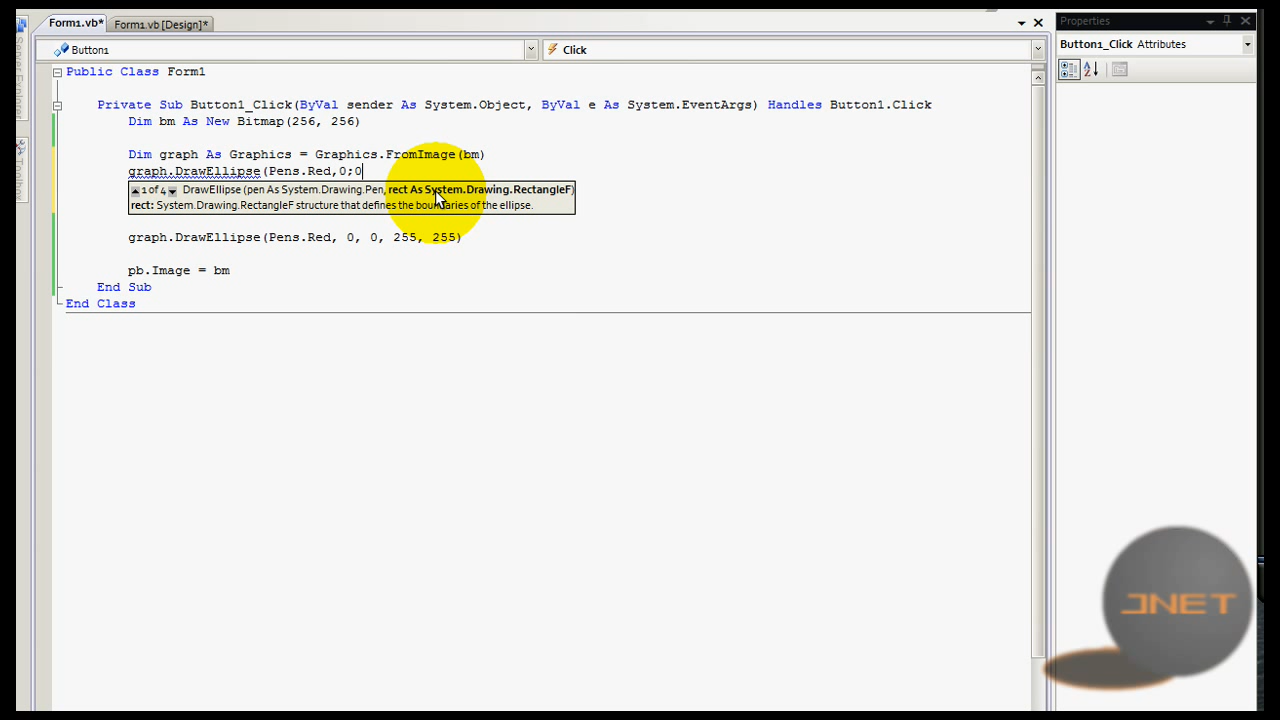 Form1.vb* Form1.vb [Design]*
Properties
Button1 Click
Button1_Click Attributes
Public Class Form1
Private Sub Button1_Click(ByVal sender As System.Object, ByVal e As System.EventArgs) Handles Button1.Click
Dim bm As New Bitmap(256, 256)
Dim graph As Graphics = Graphics.FromImage(bm)
graph.DrawEllipse(Pens.Red,0;0
1 of 4 DrawEllipse (pen As System.Drawing.Pen, rect As System.Drawing.RectangleF)
rect: System.Drawing.RectangleF structure that defines the boundaries of the ellipse.
graph.DrawEllipse(Pens.Red, 0, 0, 255, 255)
pb.Image = bm
End Sub
End Class
Toolbox
JNET